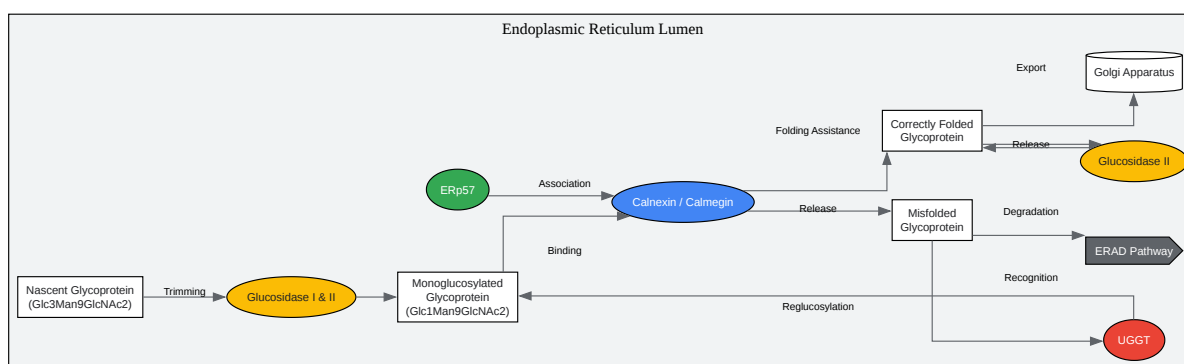 Endoplasmic Reticulum Lumen
Export
Golgi Apparatus
Folding Assistance
Correctly Folded
Glycoprotein
Release
Glucosidase II
ERp57
Association
Calnexin / Calmegin
Release
Misfolded
Glycoprotein
Degradation
ERAD Pathway
Binding
Recognition
Nascent Glycoprotein
(Glc3Man9GlcNAc2)
Trimming
Glucosidase I & II
Monoglucosylated
Glycoprotein
(Glc1Man9GlcNAc2)
Reglucosylation
UGGT